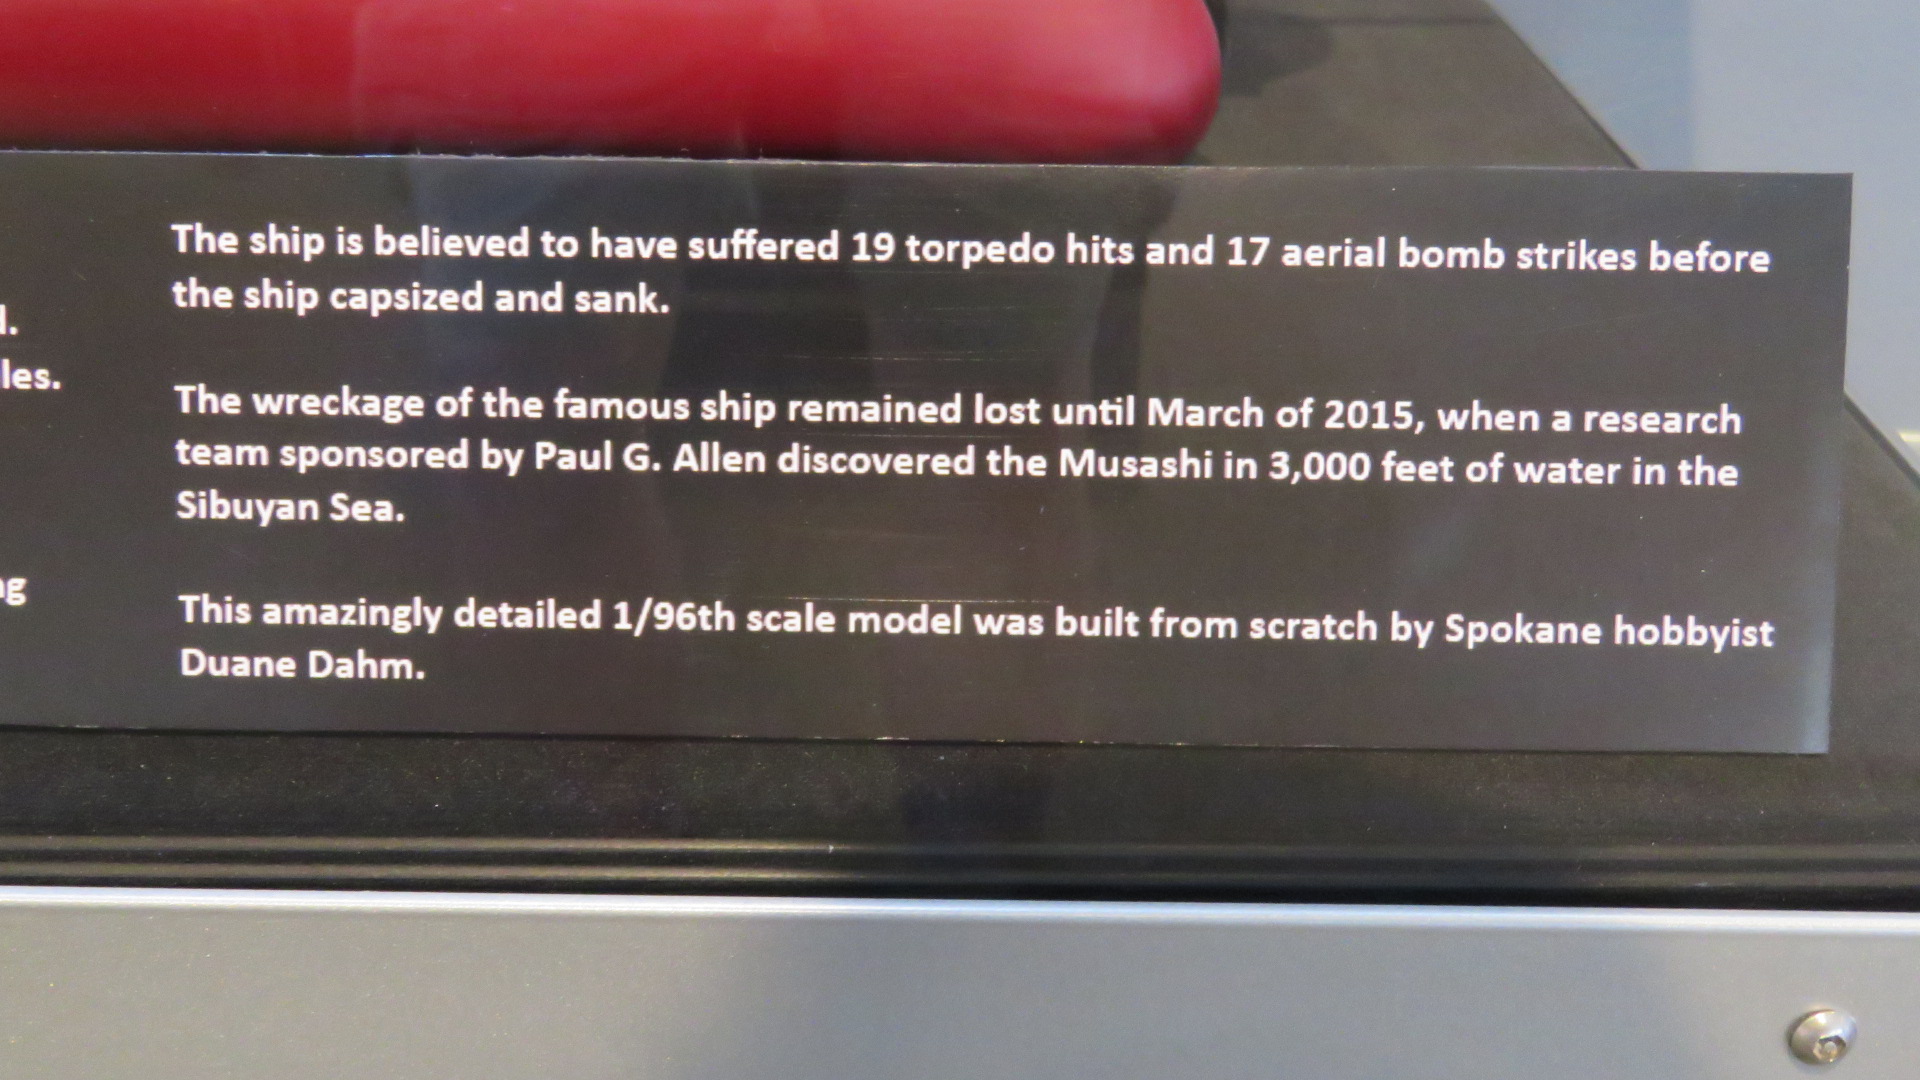 The ship is believed to have suffered 19 torpedo hits and 17 aerial bomb strikes before
the ship capsized and sank.
The wreckage of the famous ship remained lost until March of 2015, when a research
team sponsored by Paul G. Allen discovered the Musashi in 3,000 feet of water in the
Sibuyan Sea.
This amazingly detailed 1/96th scale model was built from scratch by Spokane hobbyist
Duane Dahm.